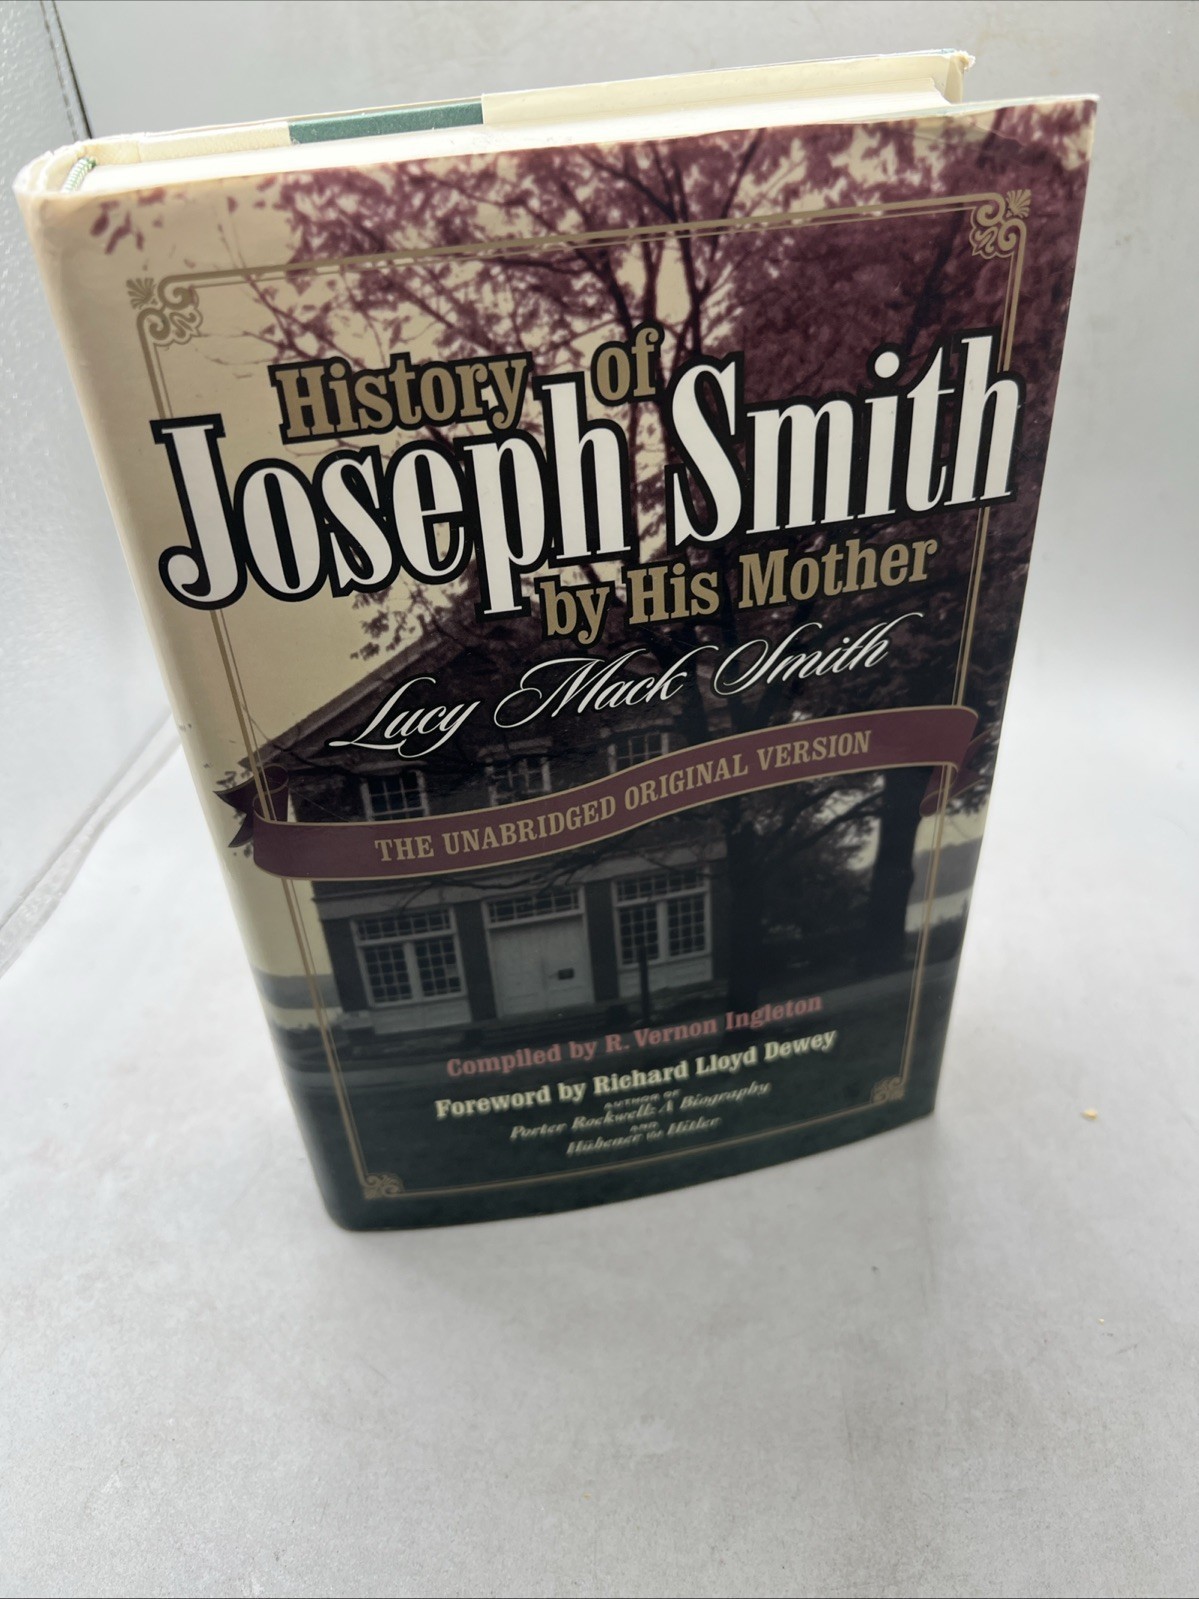 History of
Joseph Smith
by His Mother
Lucy Mack Smith
THE UNABRIDGED ORIGINAL VERSION
Compiled by R. Vernon Ingleton
Foreword by Richard Lloyd Dewey
AUTHOR OF
Porter Rockwell: A Biography
AND
Hübener vs Hitler